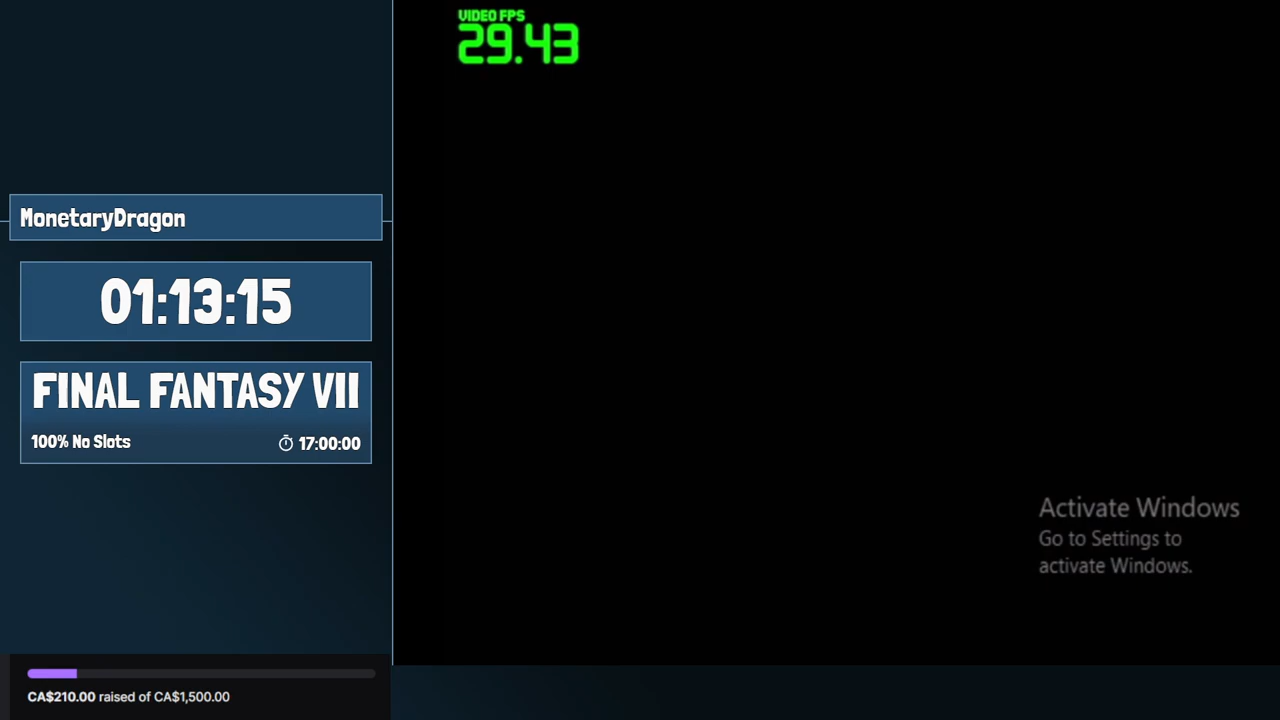 VIDEO FPS
29.43
MonetaryDragon
01:13:15
FINAL FANTASY VII
100% No Slots
17:00:00
Activate Windows
Go to Settings to
activate Windows.
CA$210.00 raised of CA$1,500.00